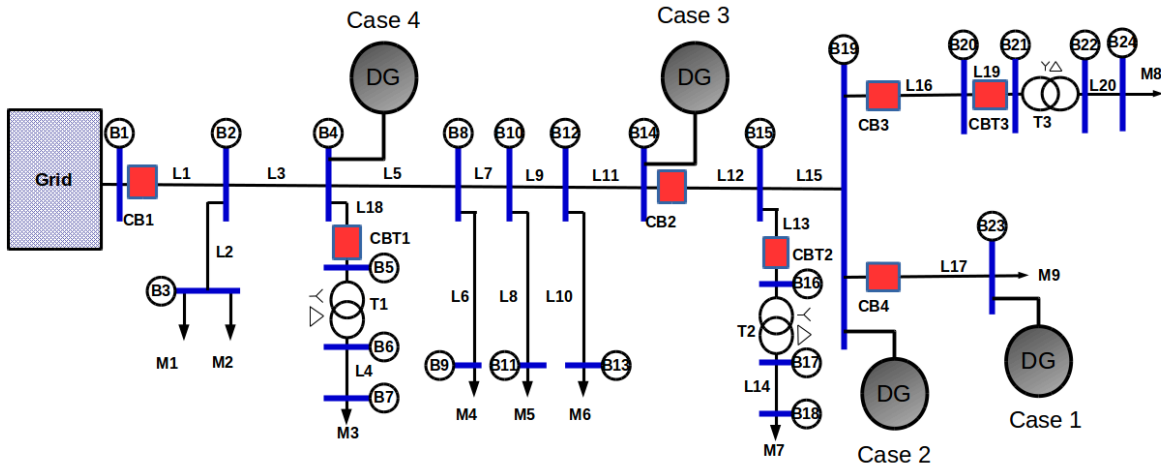 Case 4
Case 3
DG
DG
B19
B20
B21
B22
B24
L16
L19
L20
M8
CB3
CBT3
T3
Grid
B1
B2
B4
B8
B10
B12
B14
B15
L1
L3
L5
L7
L9
L11
L12
L15
CB1
CB2
L18
CBT1
L13
CBT2
B23
L2
B5
B16
L17
M9
CB4
B3
T1
L6
L8
L10
T2
M1
M2
B6
B17
L4
B9
B11
B13
L14
DG
DG
B7
B18
M3
M4
M5
M6
M7
Case 1
Case 2